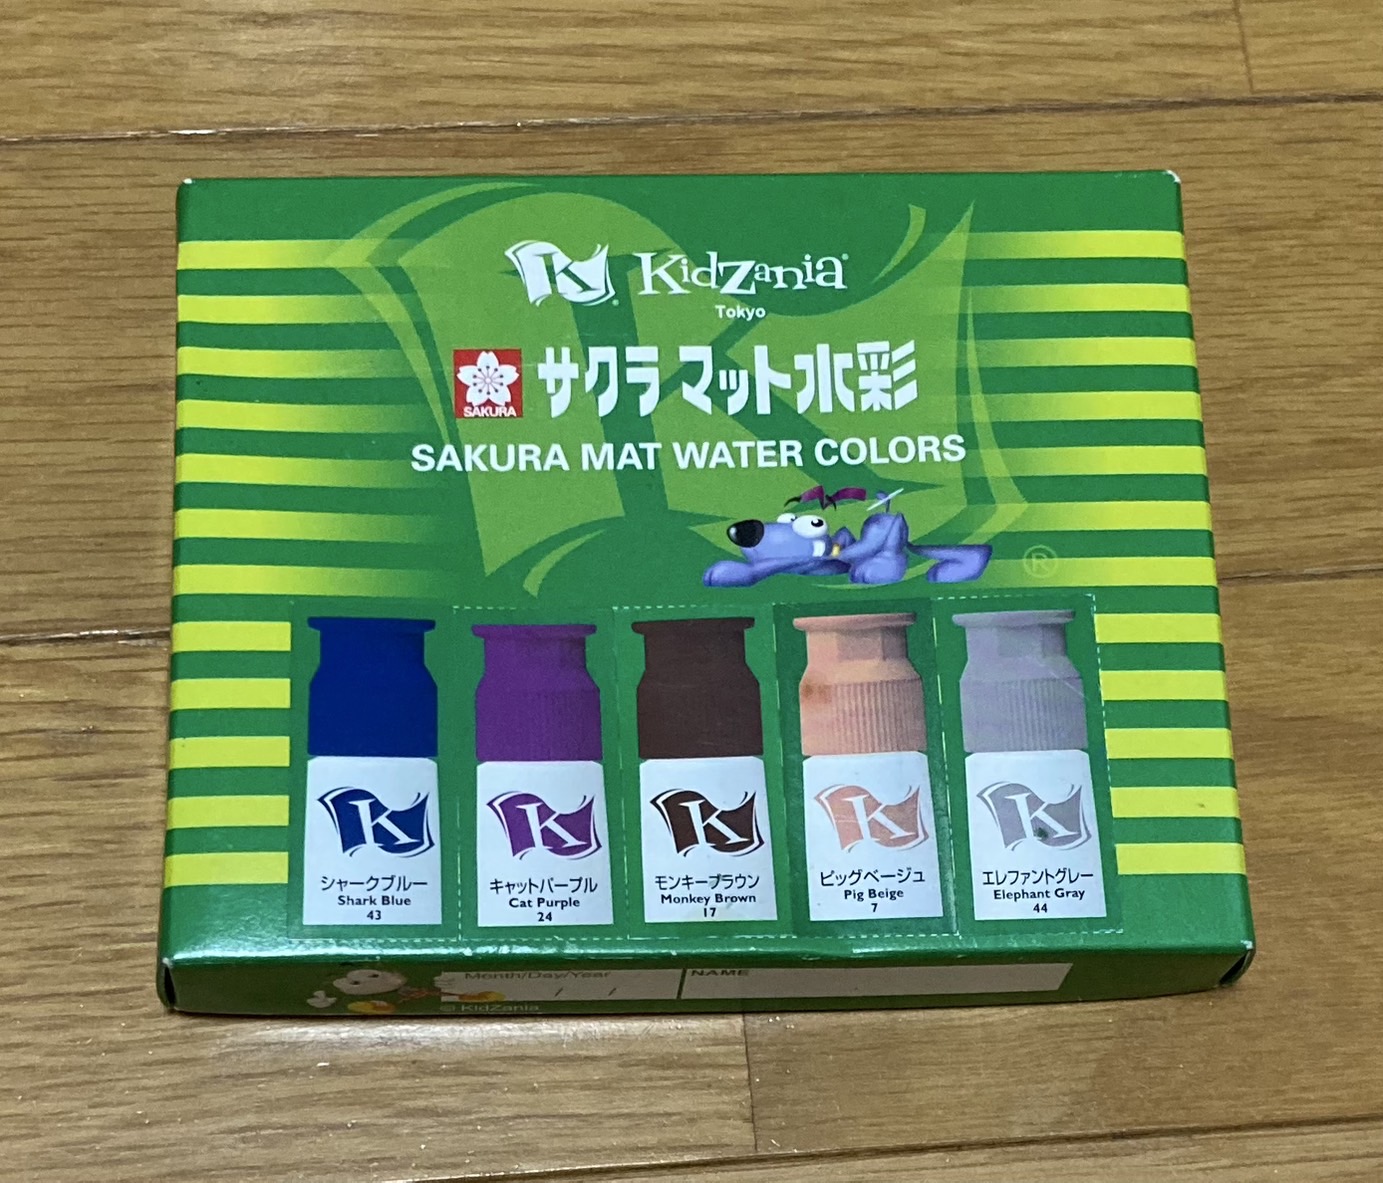 K KidZania®
Tokyo
SAKURA サクラマット水彩
SAKURA MAT WATER COLORS
®
K K K K K
シャークブルー キャットパープル モンキーブラウン ピッグベージュ エレファントグレー
Shark Blue Cat Purple Monkey Brown Pig Beige Elephant Gray
43 24 17 7 44
Month/Day/Year NAME
/ /
© KidZania